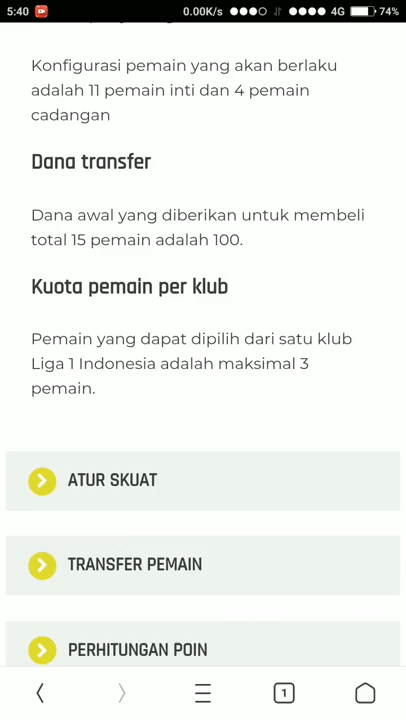 5:40 0.00K/s 4G 74%
Konfigurasi pemain yang akan berlaku
adalah 11 pemain inti dan 4 pemain
cadangan
Dana transfer
Dana awal yang diberikan untuk membeli
total 15 pemain adalah 100.
Kuota pemain per klub
Pemain yang dapat dipilih dari satu klub
Liga 1 Indonesia adalah maksimal 3
pemain.
ATUR SKUAT
TRANSFER PEMAIN
PERHITUNGAN POIN
1